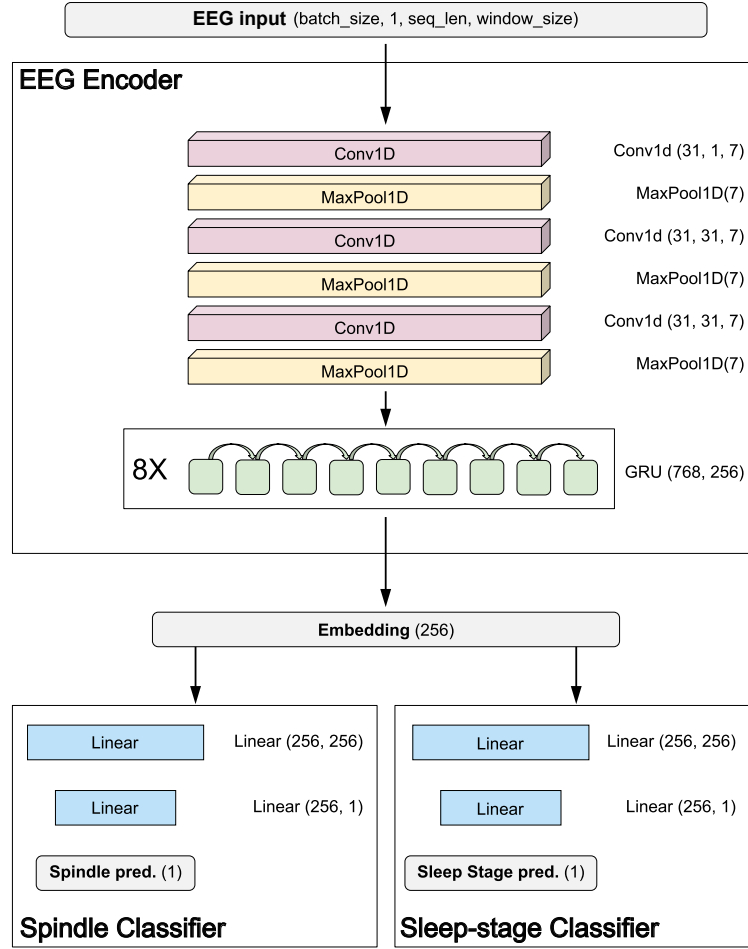 EEG input (batch_size, 1, seq_len, window_size)
EEG Encoder
Conv1D Conv1d (31, 1, 7)
MaxPool1D MaxPool1D(7)
Conv1D Conv1d (31, 31, 7)
MaxPool1D MaxPool1D(7)
Conv1D Conv1d (31, 31, 7)
MaxPool1D MaxPool1D(7)
8X GRU (768, 256)
Embedding (256)
Linear Linear (256, 256)
Linear Linear (256, 1)
Spindle pred. (1)
Spindle Classifier
Linear Linear (256, 256)
Linear Linear (256, 1)
Sleep Stage pred. (1)
Sleep-stage Classifier